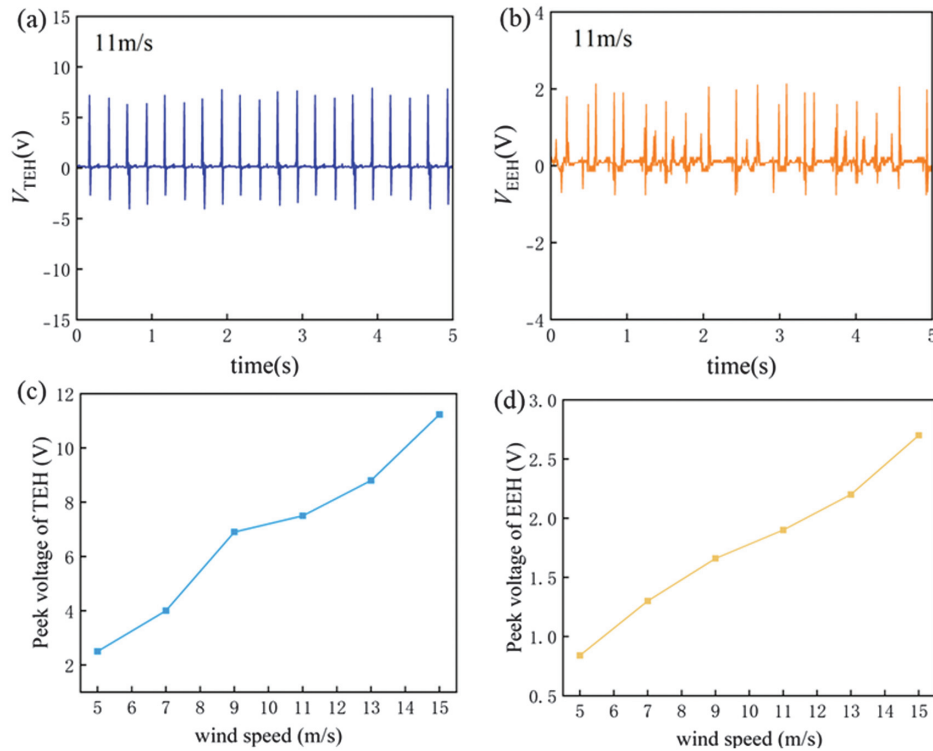 (a)
11m/s
V_TEH(v)
15
10
5
0
-5
-10
-15
0 1 2 3 4 5
time(s)
(b)
11m/s
V_EEH(V)
4
2
0
-2
-4
0 1 2 3 4 5
time(s)
(c)
Peek voltage of TEH (V)
12
10
8
6
4
2
5 6 7 8 9 10 11 12 13 14 15
wind speed (m/s)
(d)
Peek voltage of EEH (V)
3.0
2.5
2.0
1.5
1.0
0.5
5 6 7 8 9 10 11 12 13 14 15
wind speed (m/s)